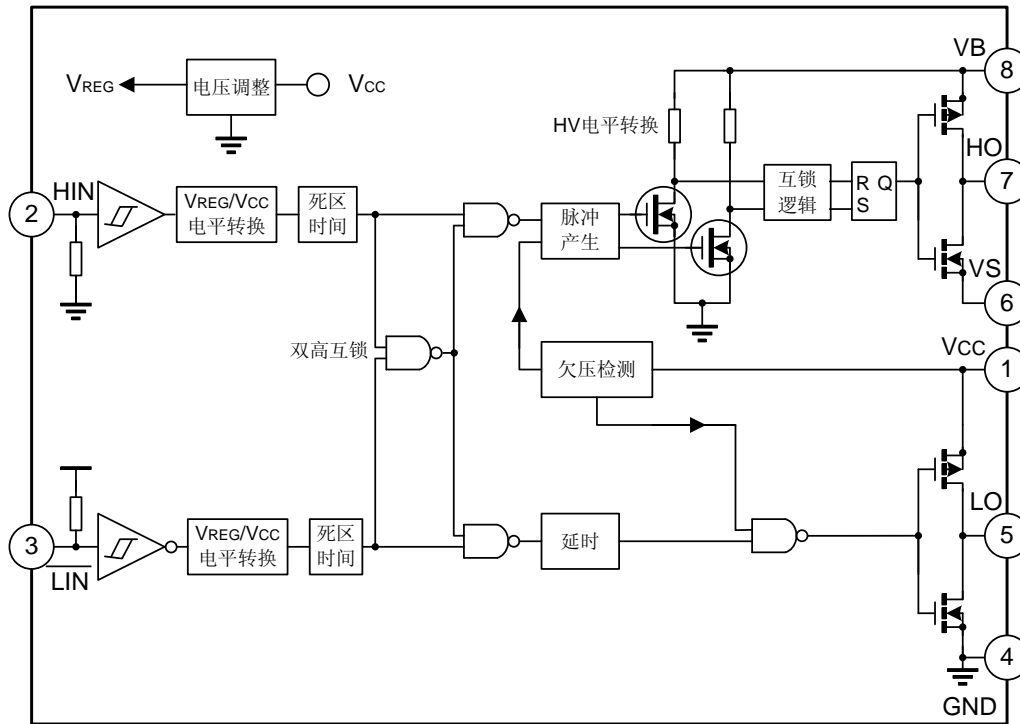 VB
8
VREG
电压调整
VCC
HV电平转换
HO
7
HIN
2
VREG/VCC
电平转换
死区
时间
脉冲
产生
互锁
逻辑
R Q
S
VS
6
双高互锁
欠压检测
VCC
1
LO
5
3
LIN
VREG/VCC
电平转换
死区
时间
延时
4
GND